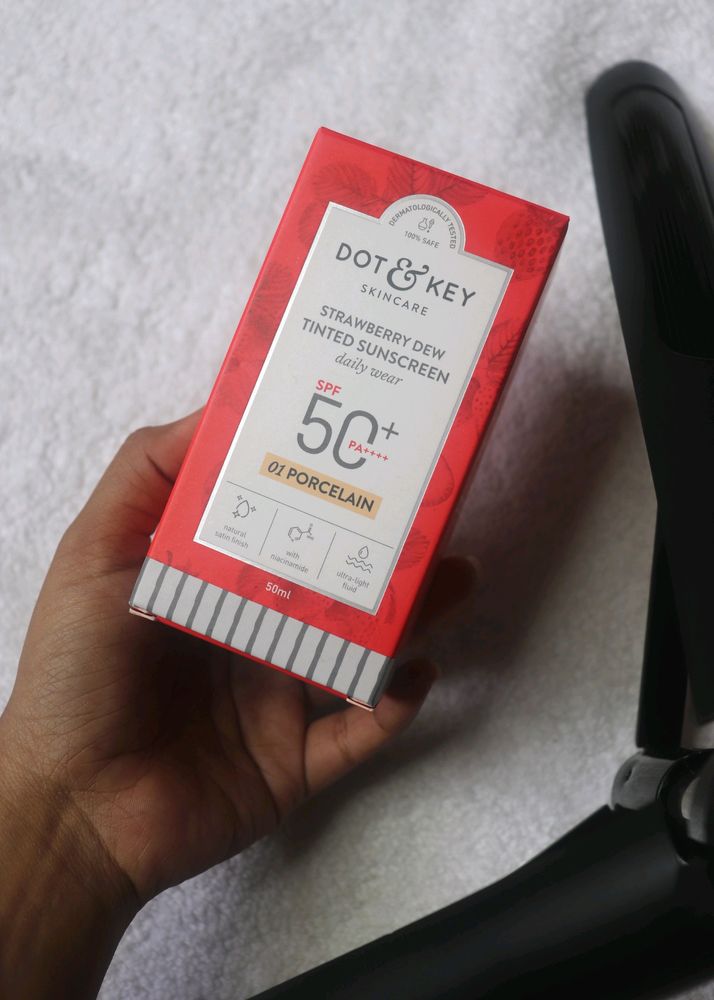 DERMATOLOGICALLY TESTED
100% SAFE
DOT & KEY
SKINCARE
STRAWBERRY DEW
TINTED SUNSCREEN
daily wear
SPF
50+
PA++++
01 PORCELAIN
natural
satin finish
with
niacinamide
ultra-light
fluid
50ml